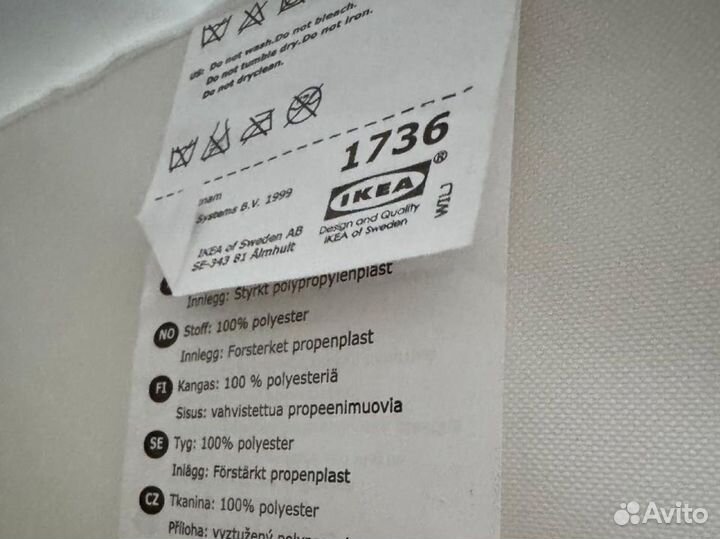 US: Do not wash.Do not bleach.
Do not tumble dry.Do not iron.
Do not dryclean.
1736
Systems B.V. 1999
IKEA
®
Design and Quality
IKEA of Sweden
IKEA of Sweden AB
SE-343 81 Älmhult
Innlegg: Styrkt polypropylenplast
NO Stoff: 100% polyester
Innlegg: Forsterket propenplast
FI Kangas: 100 % polyesteriä
Sisus: vahvistettua propeenimuovia
SE Tyg: 100% polyester
Inlägg: Förstärkt propenplast
CZ Tkanina: 100% polyester
Příloha: vyztužený
Avito